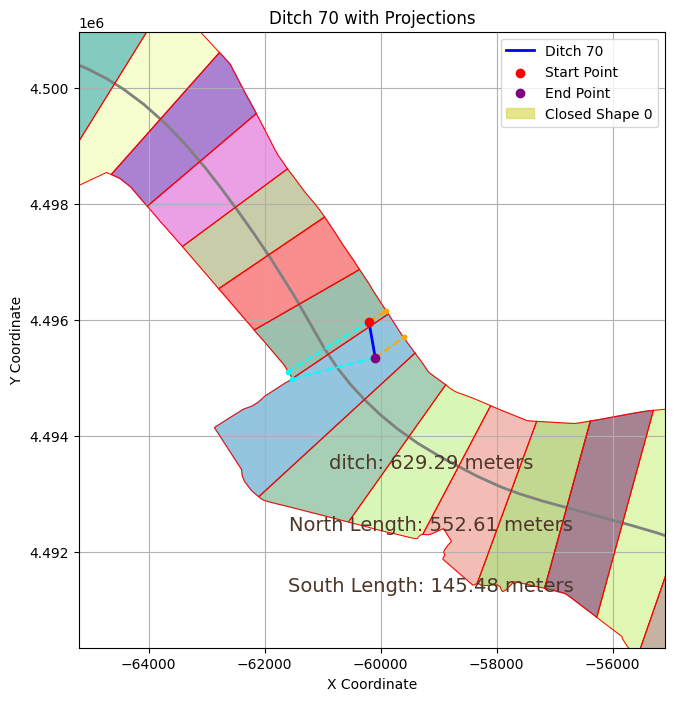 Ditch 70 with Projections
1e6
Ditch 70
Start Point
End Point
Closed Shape 0
4.500
4.498
4.496
4.494
4.492
Y Coordinate
ditch: 629.29 meters
North Length: 552.61 meters
South Length: 145.48 meters
−64000 −62000 −60000 −58000 −56000
X Coordinate